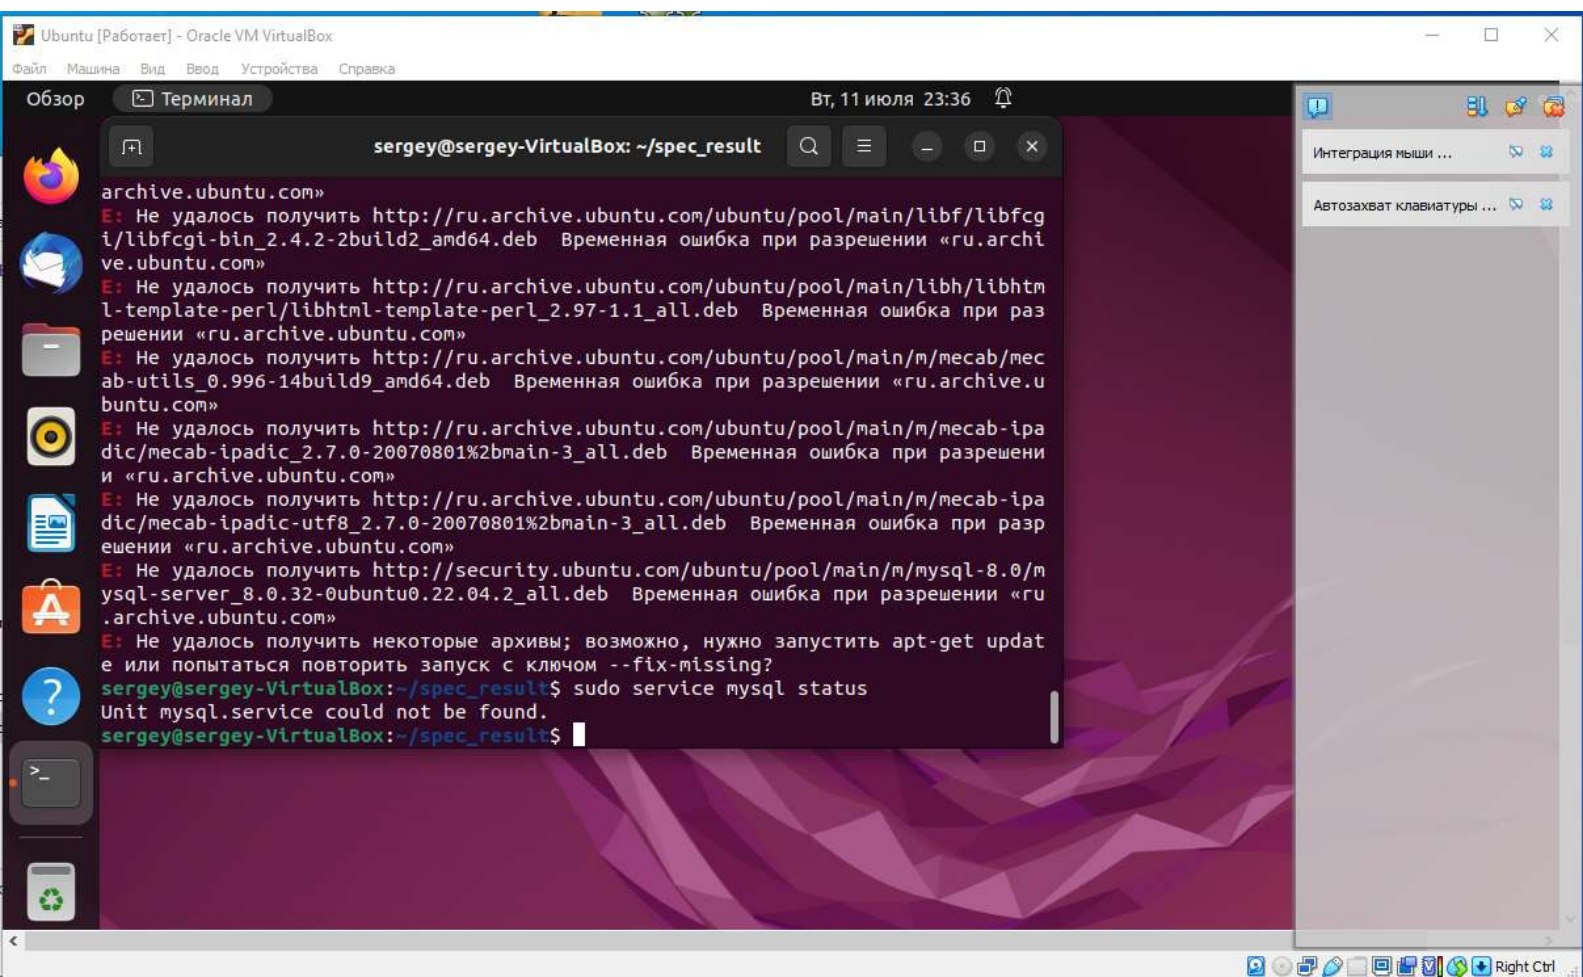 Ubuntu [Работает] - Oracle VM VirtualBox
Файл Машина Вид Ввод Устройства Справка
Обзор Терминал Вт, 11 июля 23:36
sergey@sergey-VirtualBox: ~/spec_result
archive.ubuntu.com»
E: Не удалось получить http://ru.archive.ubuntu.com/ubuntu/pool/main/libf/libfcg
i/libfcgi-bin_2.4.2-2build2_amd64.deb Временная ошибка при разрешении «ru.archi
ve.ubuntu.com»
E: Не удалось получить http://ru.archive.ubuntu.com/ubuntu/pool/main/libh/libhtm
l-template-perl/libhtml-template-perl_2.97-1.1_all.deb Временная ошибка при раз
решении «ru.archive.ubuntu.com»
E: Не удалось получить http://ru.archive.ubuntu.com/ubuntu/pool/main/m/mecab/mec
ab-utils_0.996-14build9_amd64.deb Временная ошибка при разрешении «ru.archive.u
buntu.com»
E: Не удалось получить http://ru.archive.ubuntu.com/ubuntu/pool/main/m/mecab-ipa
dic/mecab-ipadic_2.7.0-20070801%2bmain-3_all.deb Временная ошибка при разрешени
и «ru.archive.ubuntu.com»
E: Не удалось получить http://ru.archive.ubuntu.com/ubuntu/pool/main/m/mecab-ipa
dic/mecab-ipadic-utf8_2.7.0-20070801%2bmain-3_all.deb Временная ошибка при разр
ешении «ru.archive.ubuntu.com»
E: Не удалось получить http://security.ubuntu.com/ubuntu/pool/main/m/mysql-8.0/m
ysql-server_8.0.32-0ubuntu0.22.04.2_all.deb Временная ошибка при разрешении «ru
.archive.ubuntu.com»
E: Не удалось получить некоторые архивы; возможно, нужно запустить apt-get updat
e или попытаться повторить запуск с ключом --fix-missing?
sergey@sergey-VirtualBox:~/spec_result$ sudo service mysql status
Unit mysql.service could not be found.
sergey@sergey-VirtualBox:~/spec_result$
Интеграция мыши ...
Автозахват клавиатуры ...
Right Ctrl